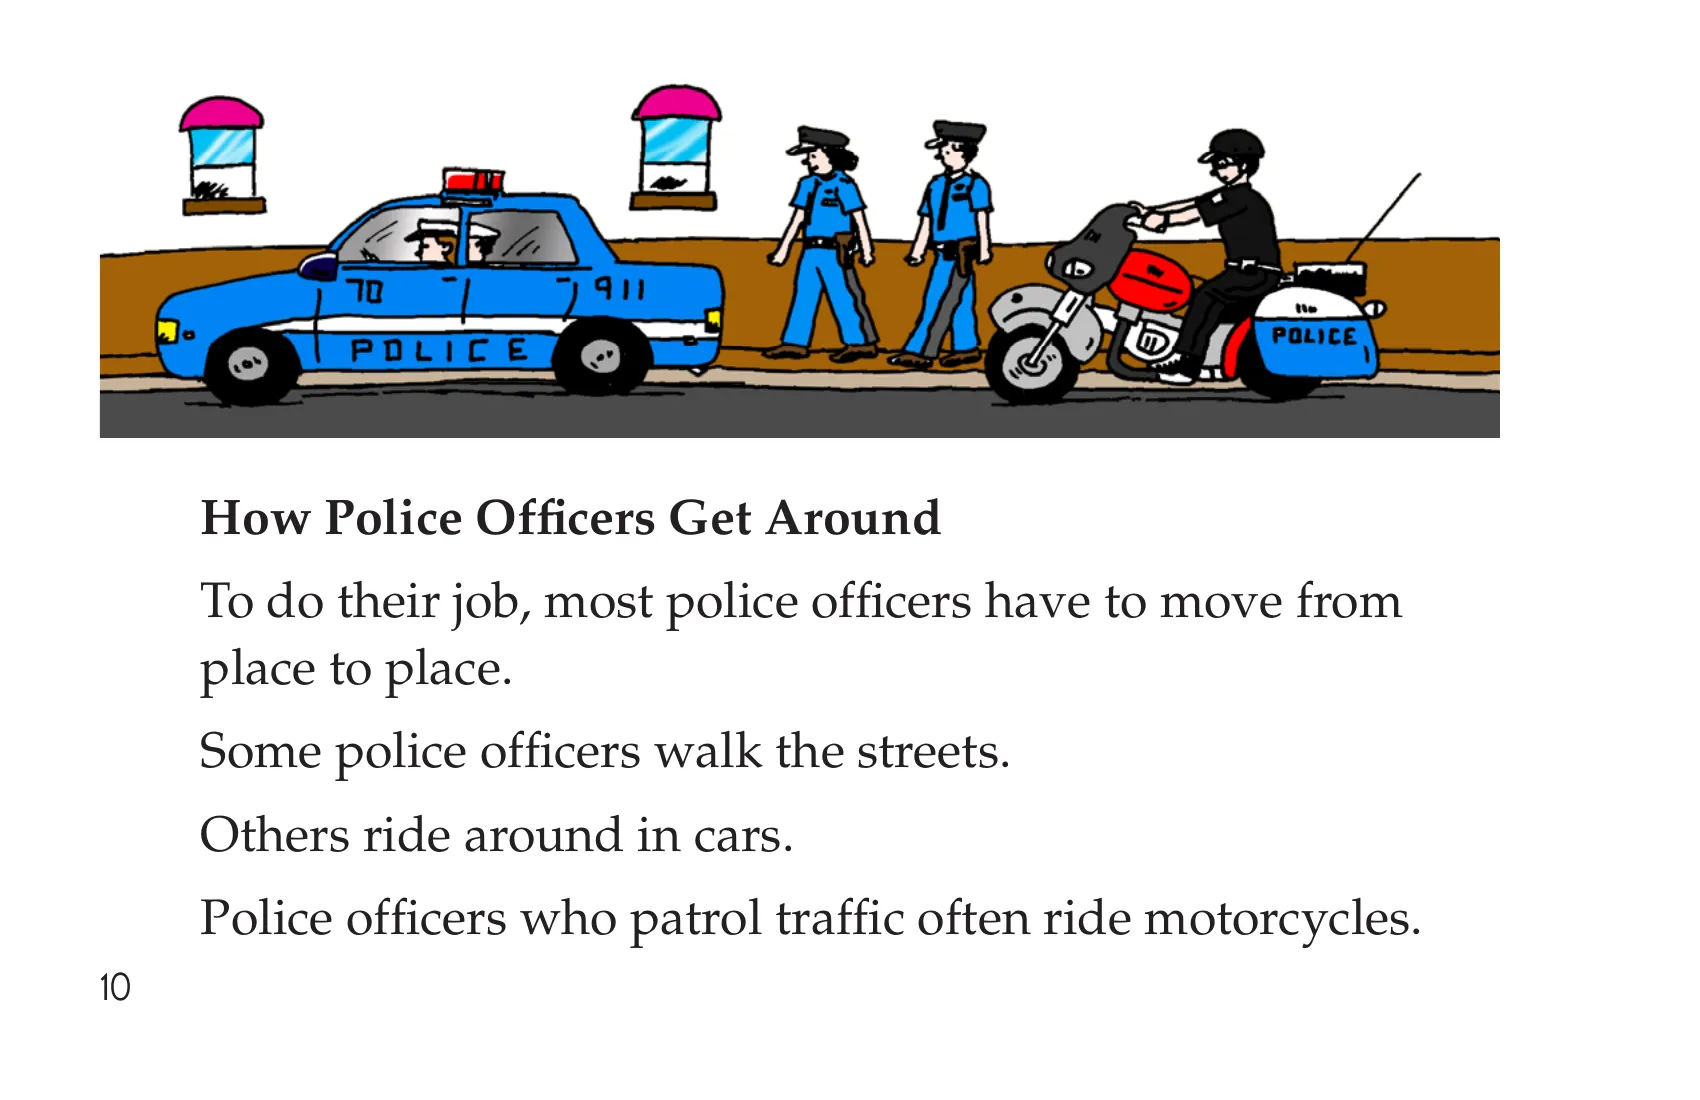 70
911
POLICE
POLICE
How Police Officers Get Around
To do their job, most police officers have to move from
place to place.
Some police officers walk the streets.
Others ride around in cars.
Police officers who patrol traffic often ride motorcycles.
10